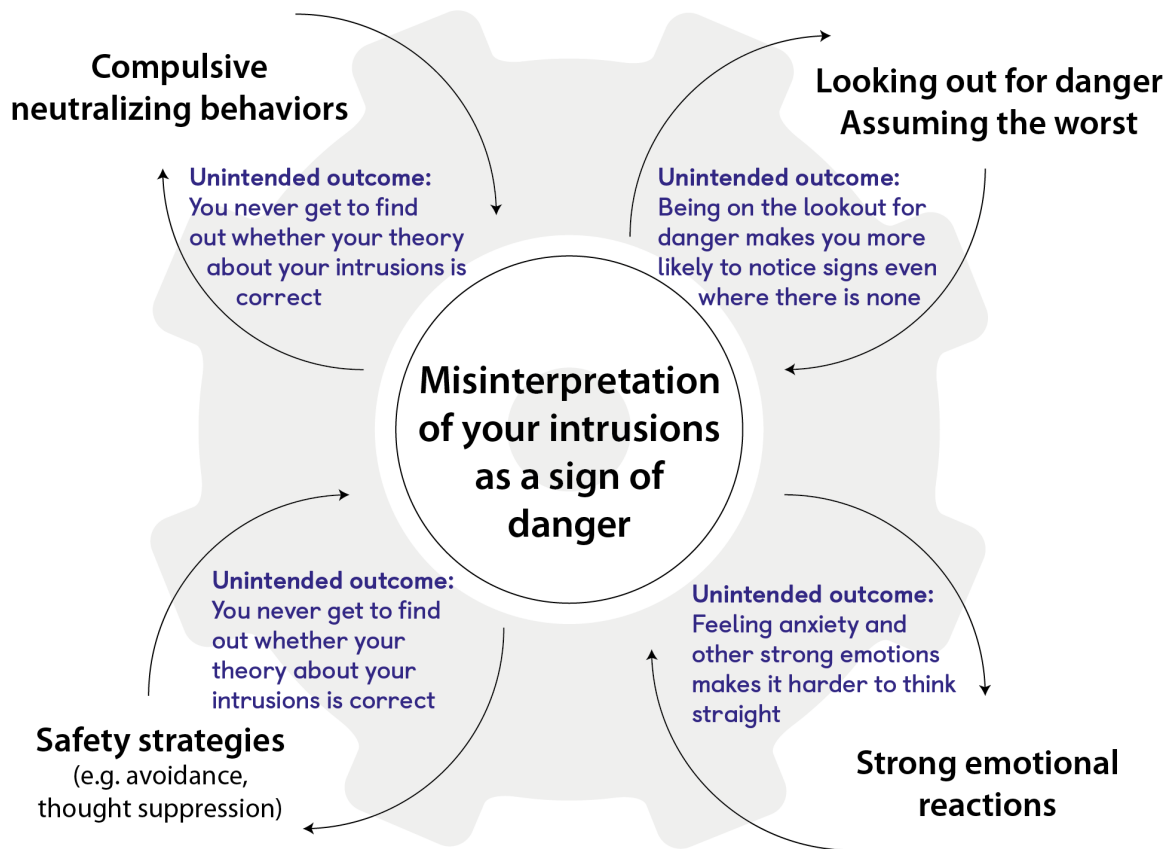 Compulsive
neutralizing behaviors
Unintended outcome:
You never get to find
out whether your theory
about your intrusions is
correct
Looking out for danger
Assuming the worst
Unintended outcome:
Being on the lookout for
danger makes you more
likely to notice signs even
where there is none
Misinterpretation
of your intrusions
as a sign of
danger
Unintended outcome:
You never get to find
out whether your
theory about your
intrusions is correct
Safety strategies
(e.g. avoidance,
thought suppression)
Unintended outcome:
Feeling anxiety and
other strong emotions
makes it harder to think
straight
Strong emotional
reactions